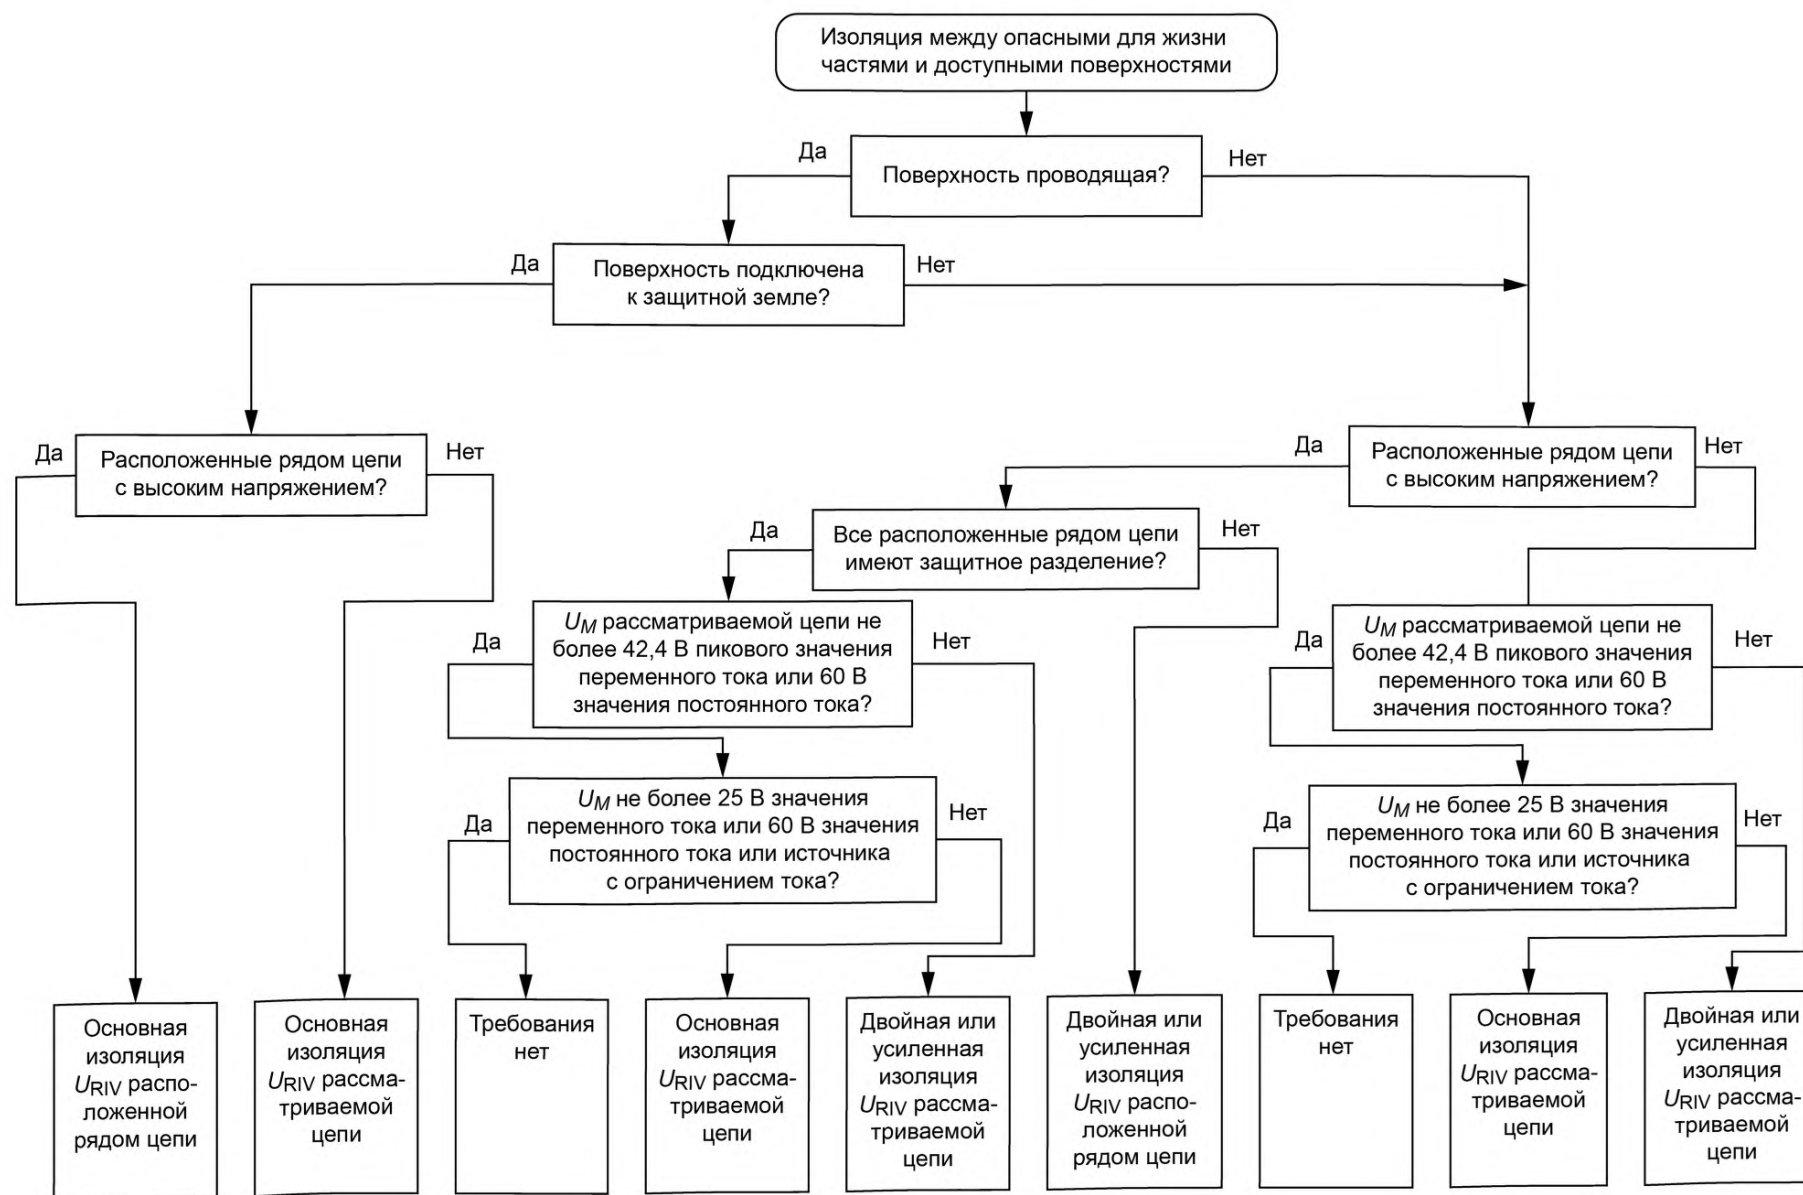 Изоляция между опасными для жизни
частями и доступными поверхностями
Да
Поверхность проводящая?
Нет
Да
Поверхность подключена
к защитной земле?
Нет
Да
Расположенные рядом цепи
с высоким напряжением?
Нет
Да
Расположенные рядом цепи
с высоким напряжением?
Нет
Да
Все расположенные рядом цепи
имеют защитное разделение?
Нет
Да
UM рассматриваемой цепи не
более 42,4 В пикового значения
переменного тока или 60 В
значения постоянного тока?
Нет
Да
UM рассматриваемой цепи не
более 42,4 В пикового значения
переменного тока или 60 В
значения постоянного тока?
Нет
Да
UM не более 25 В значения
переменного тока или 60 В значения
постоянного тока или источника
с ограничением тока?
Нет
Да
UM не более 25 В значения
переменного тока или 60 В значения
постоянного тока или источника
с ограничением тока?
Нет
Основная
изоляция
URIV распо-
ложенной
рядом цепи
Основная
изоляция
URIV рассма-
триваемой
цепи
Требования
нет
Основная
изоляция
URIV рассма-
триваемой
цепи
Двойная или
усиленная
изоляция
URIV рассма-
триваемой
цепи
Двойная или
усиленная
изоляция
URIV распо-
ложенной
рядом цепи
Требования
нет
Основная
изоляция
URIV рассма-
триваемой
цепи
Двойная или
усиленная
изоляция
URIV рассма-
триваемой
цепи